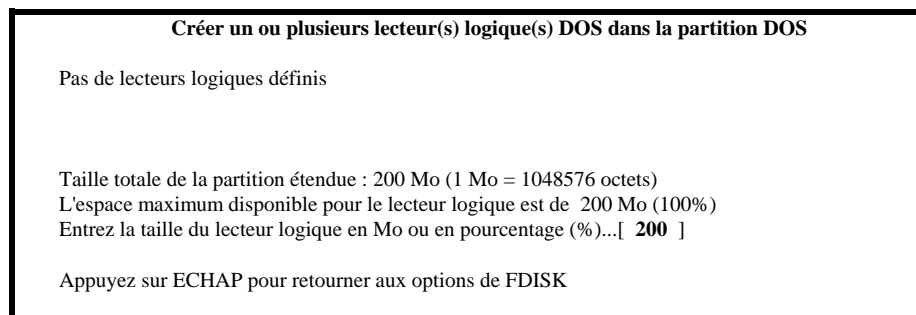 Créer un ou plusieurs lecteur(s) logique(s) DOS dans la partition DOS
Pas de lecteurs logiques définis
Taille totale de la partition étendue : 200 Mo (1 Mo = 1048576 octets)
L'espace maximum disponible pour le lecteur logique est de  200 Mo (100%)
Entrez la taille du lecteur logique en Mo ou en pourcentage (%)...[  200  ]
Appuyez sur ECHAP pour retourner aux options de FDISK